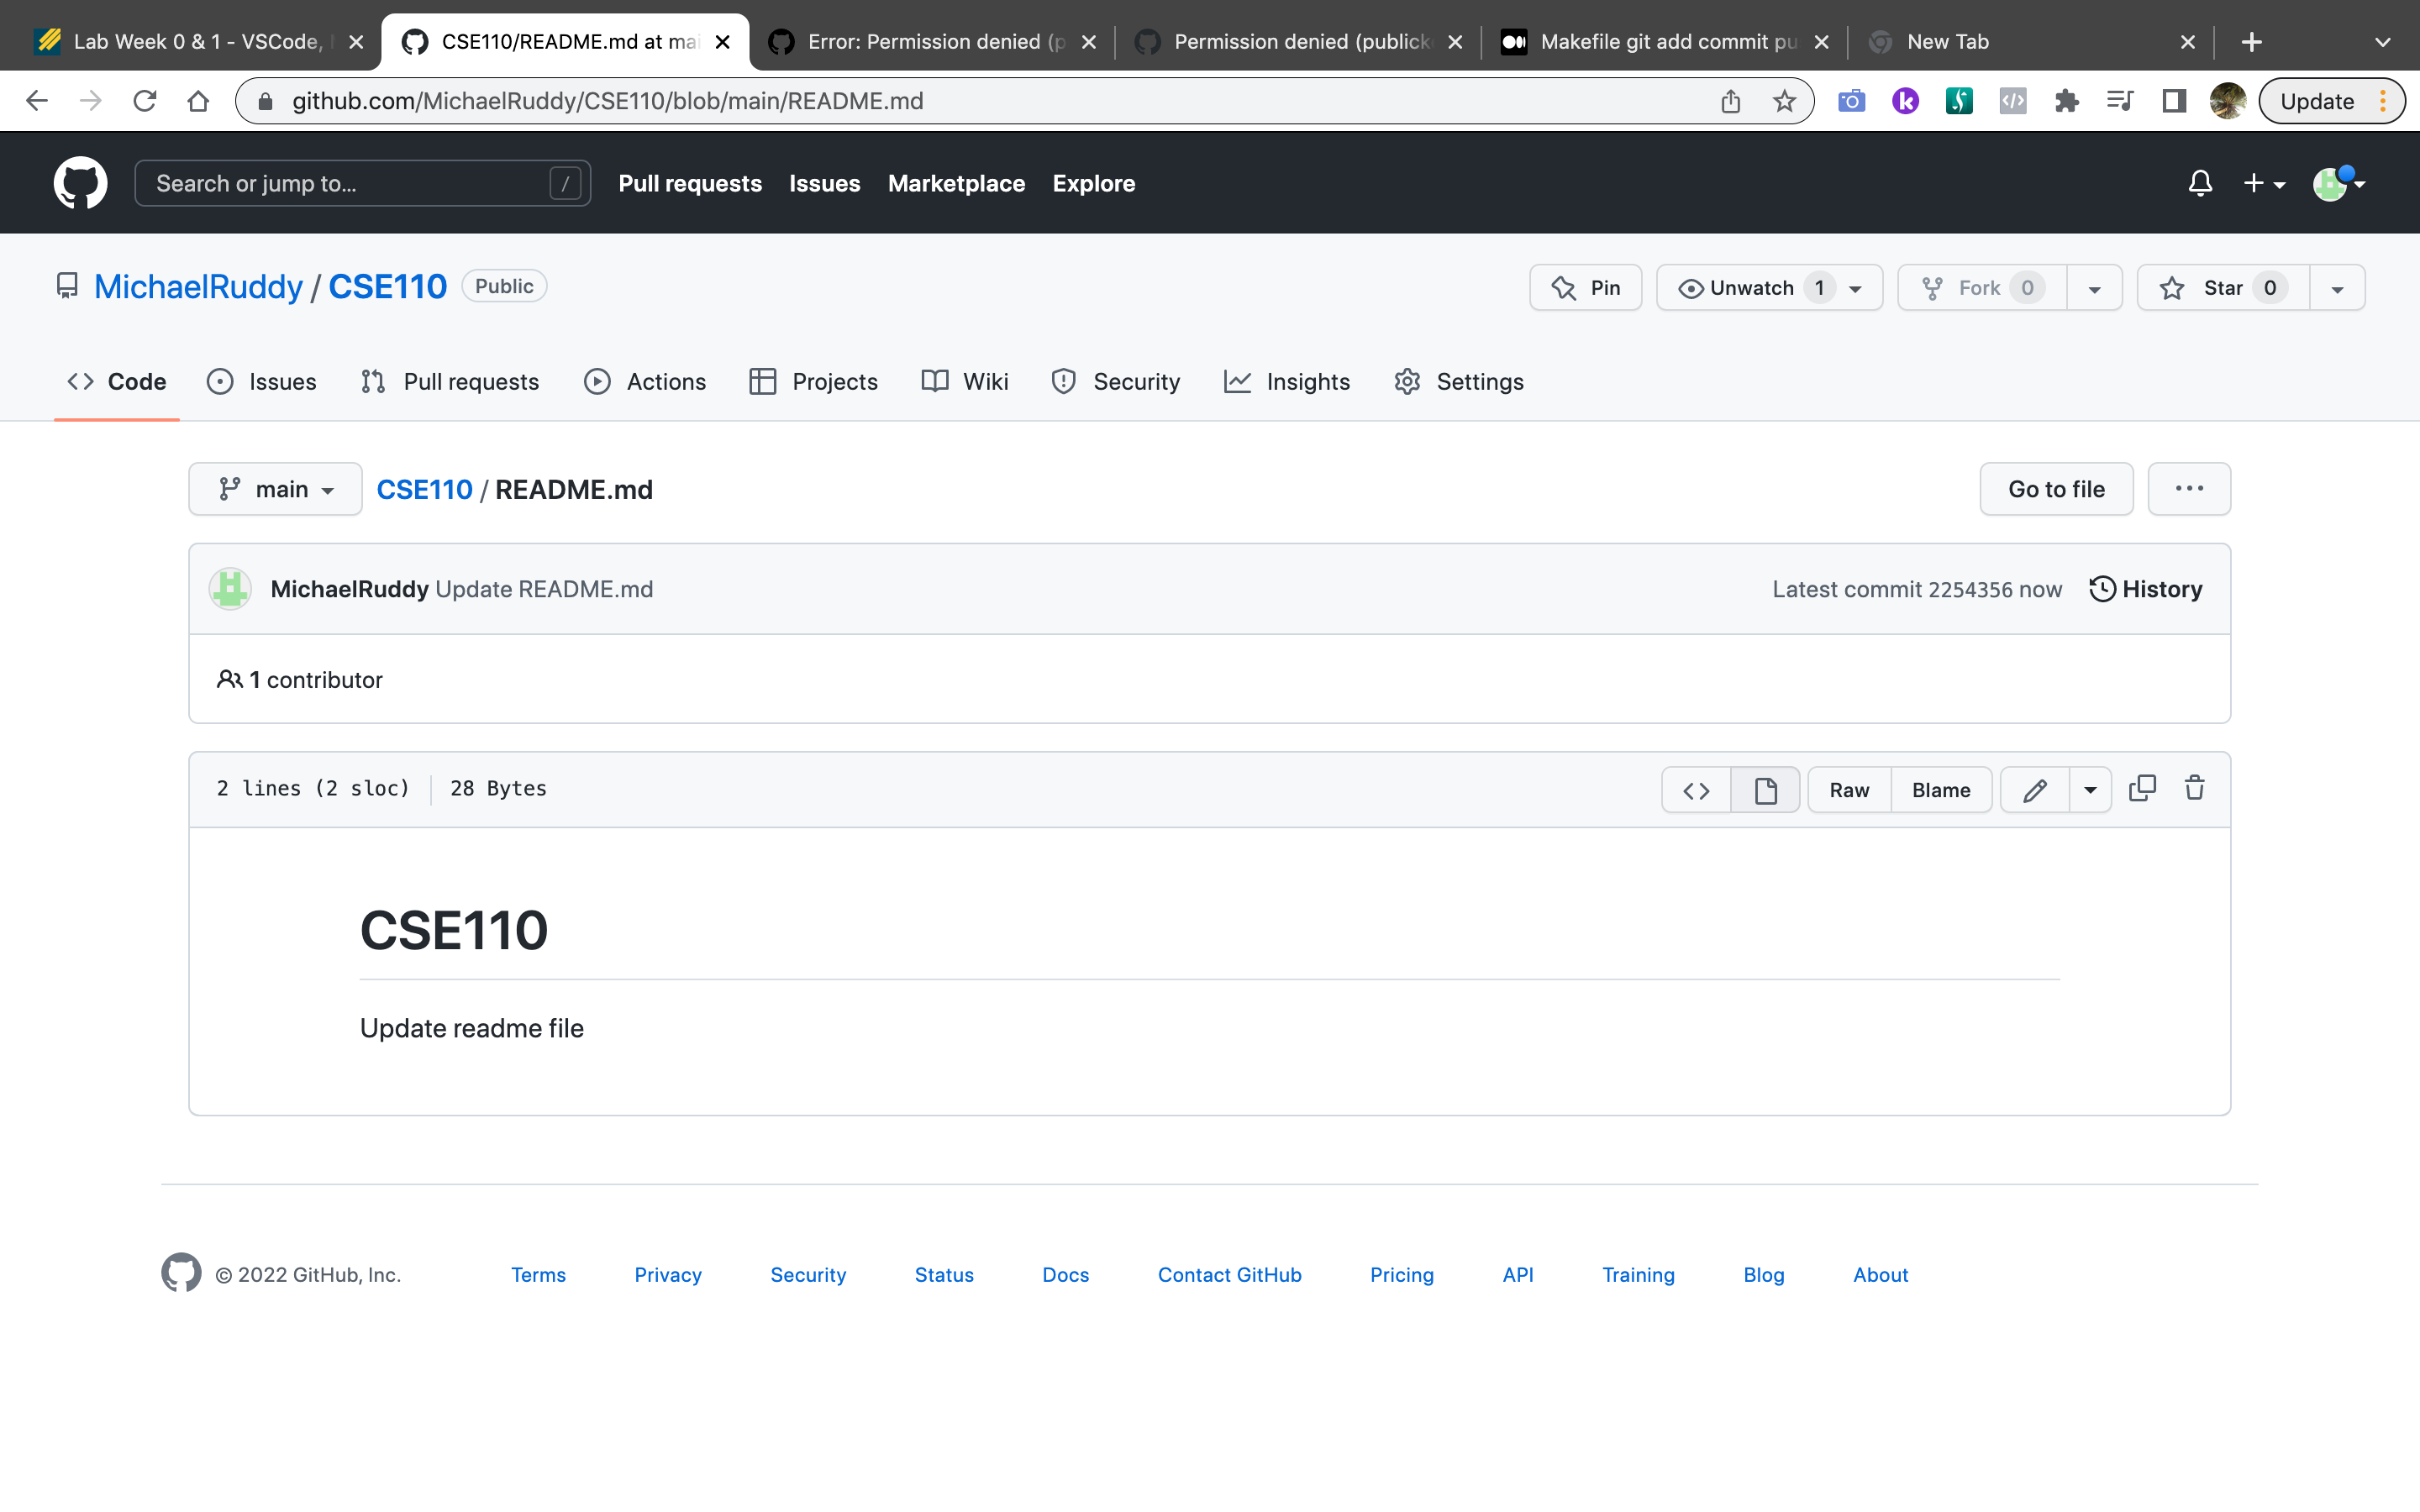 Lab Week 0 & 1 - VSCode,
CSE110/README.md at mai
Error: Permission denied (p
Permission denied (publick
Makefile git add commit pu
New Tab
github.com/MichaelRuddy/CSE110/blob/main/README.md
Update
Search or jump to... /
Pull requests Issues Marketplace Explore
MichaelRuddy / CSE110 Public
Pin
Unwatch 1
Fork 0
Star 0
Code Issues Pull requests Actions Projects Wiki Security Insights Settings
main CSE110 / README.md
Go to file
MichaelRuddy Update README.md
Latest commit 2254356 now History
1 contributor
2 lines (2 sloc) 28 Bytes
Raw Blame
CSE110
Update readme file
© 2022 GitHub, Inc. Terms Privacy Security Status Docs Contact GitHub Pricing API Training Blog About